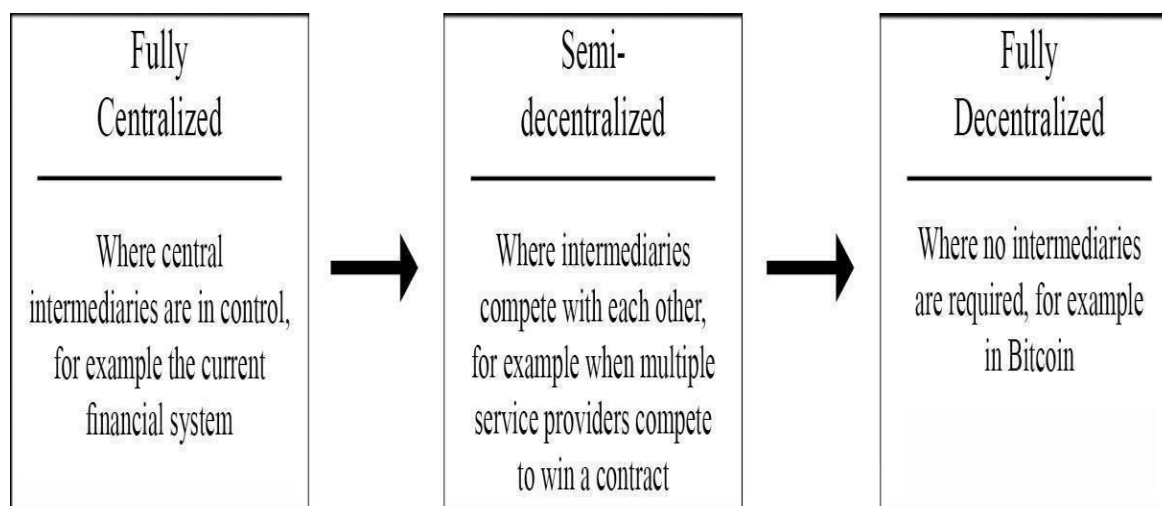 Fully
Centralized
Where central
intermediaries are in control,
for example the current
financial system
Semi-
decentralized
Where intermediaries
compete with each other,
for example when multiple
service providers compete
to win a contract
Fully
Decentralized
Where no intermediaries
are required, for example
in Bitcoin